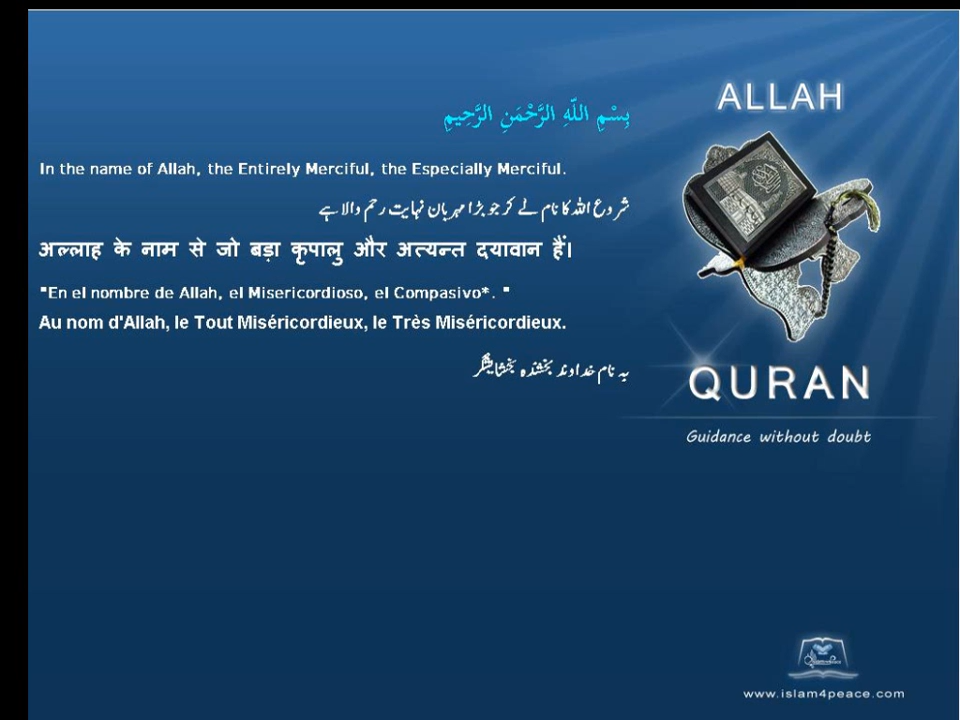 بِسْمِ اللّهِ الرَّحْمَنِ الرَّحِيمِ
In the name of Allah, the Entirely Merciful, the Especially Merciful.
شروع الله کا نام لے کر جو بڑا مہربان نہایت رحم والا ہے
अल्लाह के नाम से जो बड़ा कृपालु और अत्यन्त दयावान हैं।
"En el nombre de Allah, el Misericordioso, el Compasivo*. "
Au nom d'Allah, le Tout Miséricordieux, le Très Miséricordieux.
به نام خداوند بخشنده بخشایشگر
ALLAH
QURAN
Guidance without doubt
www.islam4peace.com